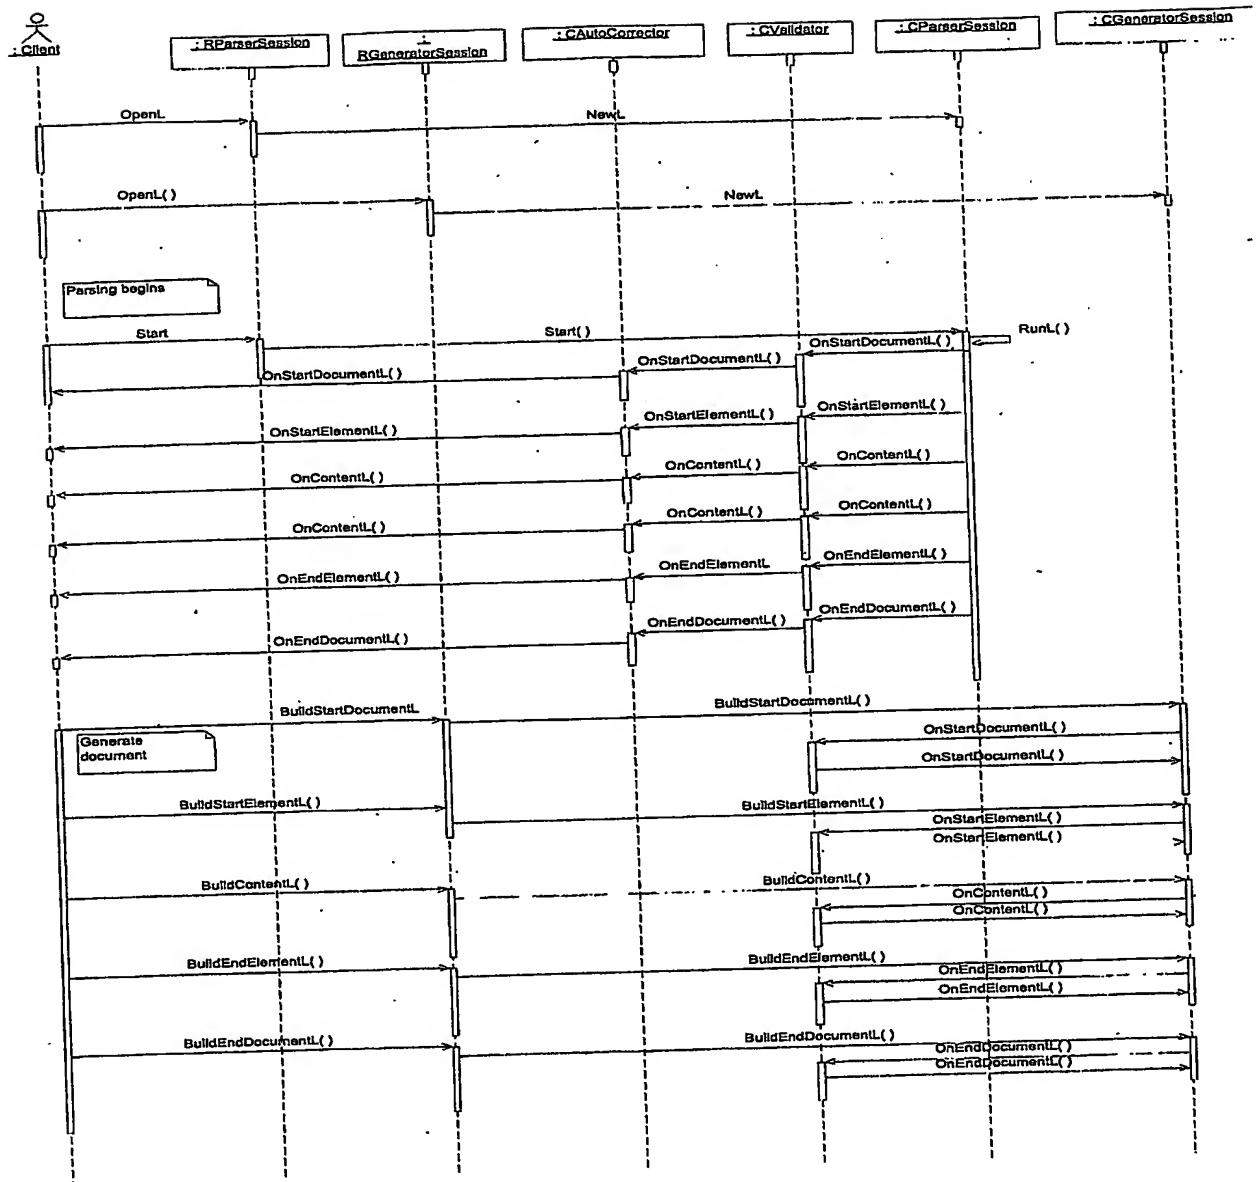 : Client
: RParserSession
:
RGeneratorSession
: CAutoCorrector
: CValidator
: CParserSession
: CGeneratorSession
OpenL
NewL
OpenL( )
NewL
Parsing begins
Start
Start( )
RunL( )
OnStartDocumentL( )
OnStartDocumentL( )
OnStartDocumentL( )
OnStartElementL( )
OnStartElementL( )
OnStartElementL( )
OnContentL( )
OnContentL( )
OnContentL( )
OnContentL( )
OnContentL( )
OnContentL( )
OnEndElementL( )
OnEndElementL
OnEndElementL( )
OnEndDocumentL( )
OnEndDocumentL( )
OnEndDocumentL( )
BuildStartDocumentL
BuildStartDocumentL( )
Generate
document
OnStartDocumentL( )
OnStartDocumentL( )
BuildStartElementL( )
BuildStartElementL( )
OnStartElementL( )
OnStartElementL( )
BuildContentL( )
BuildContentL( )
OnContentL( )
OnContentL( )
BuildEndElementL( )
BuildEndElementL( )
OnEndElementL( )
OnEndElementL( )
BuildEndDocumentL( )
BuildEndDocumentL( )
OnEndDocumentL( )
OnEndDocumentL( )